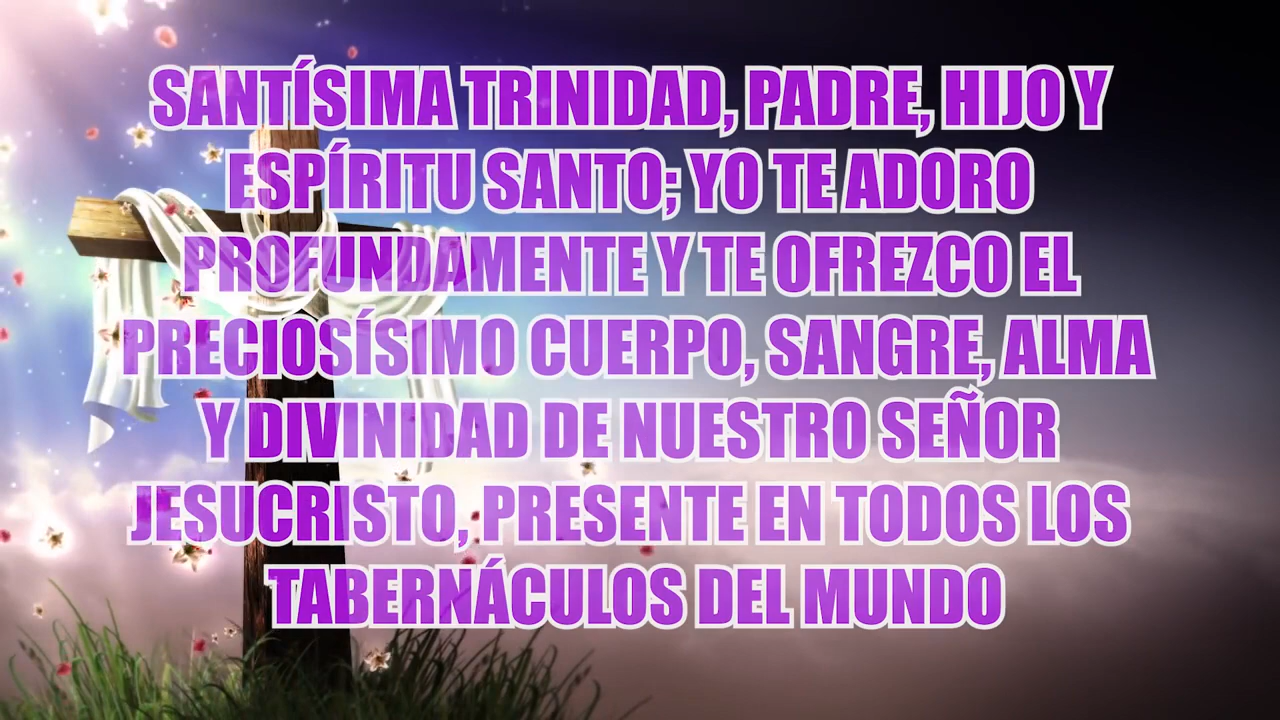 SANTÍSIMA TRINIDAD, PADRE, HIJO Y
ESPÍRITU SANTO; YO TE ADORO
PROFUNDAMENTE Y TE OFREZCO EL
PRECIOSÍSIMO CUERPO, SANGRE, ALMA
Y DIVINIDAD DE NUESTRO SEÑOR
JESUCRISTO, PRESENTE EN TODOS LOS
TABERNÁCULOS DEL MUNDO